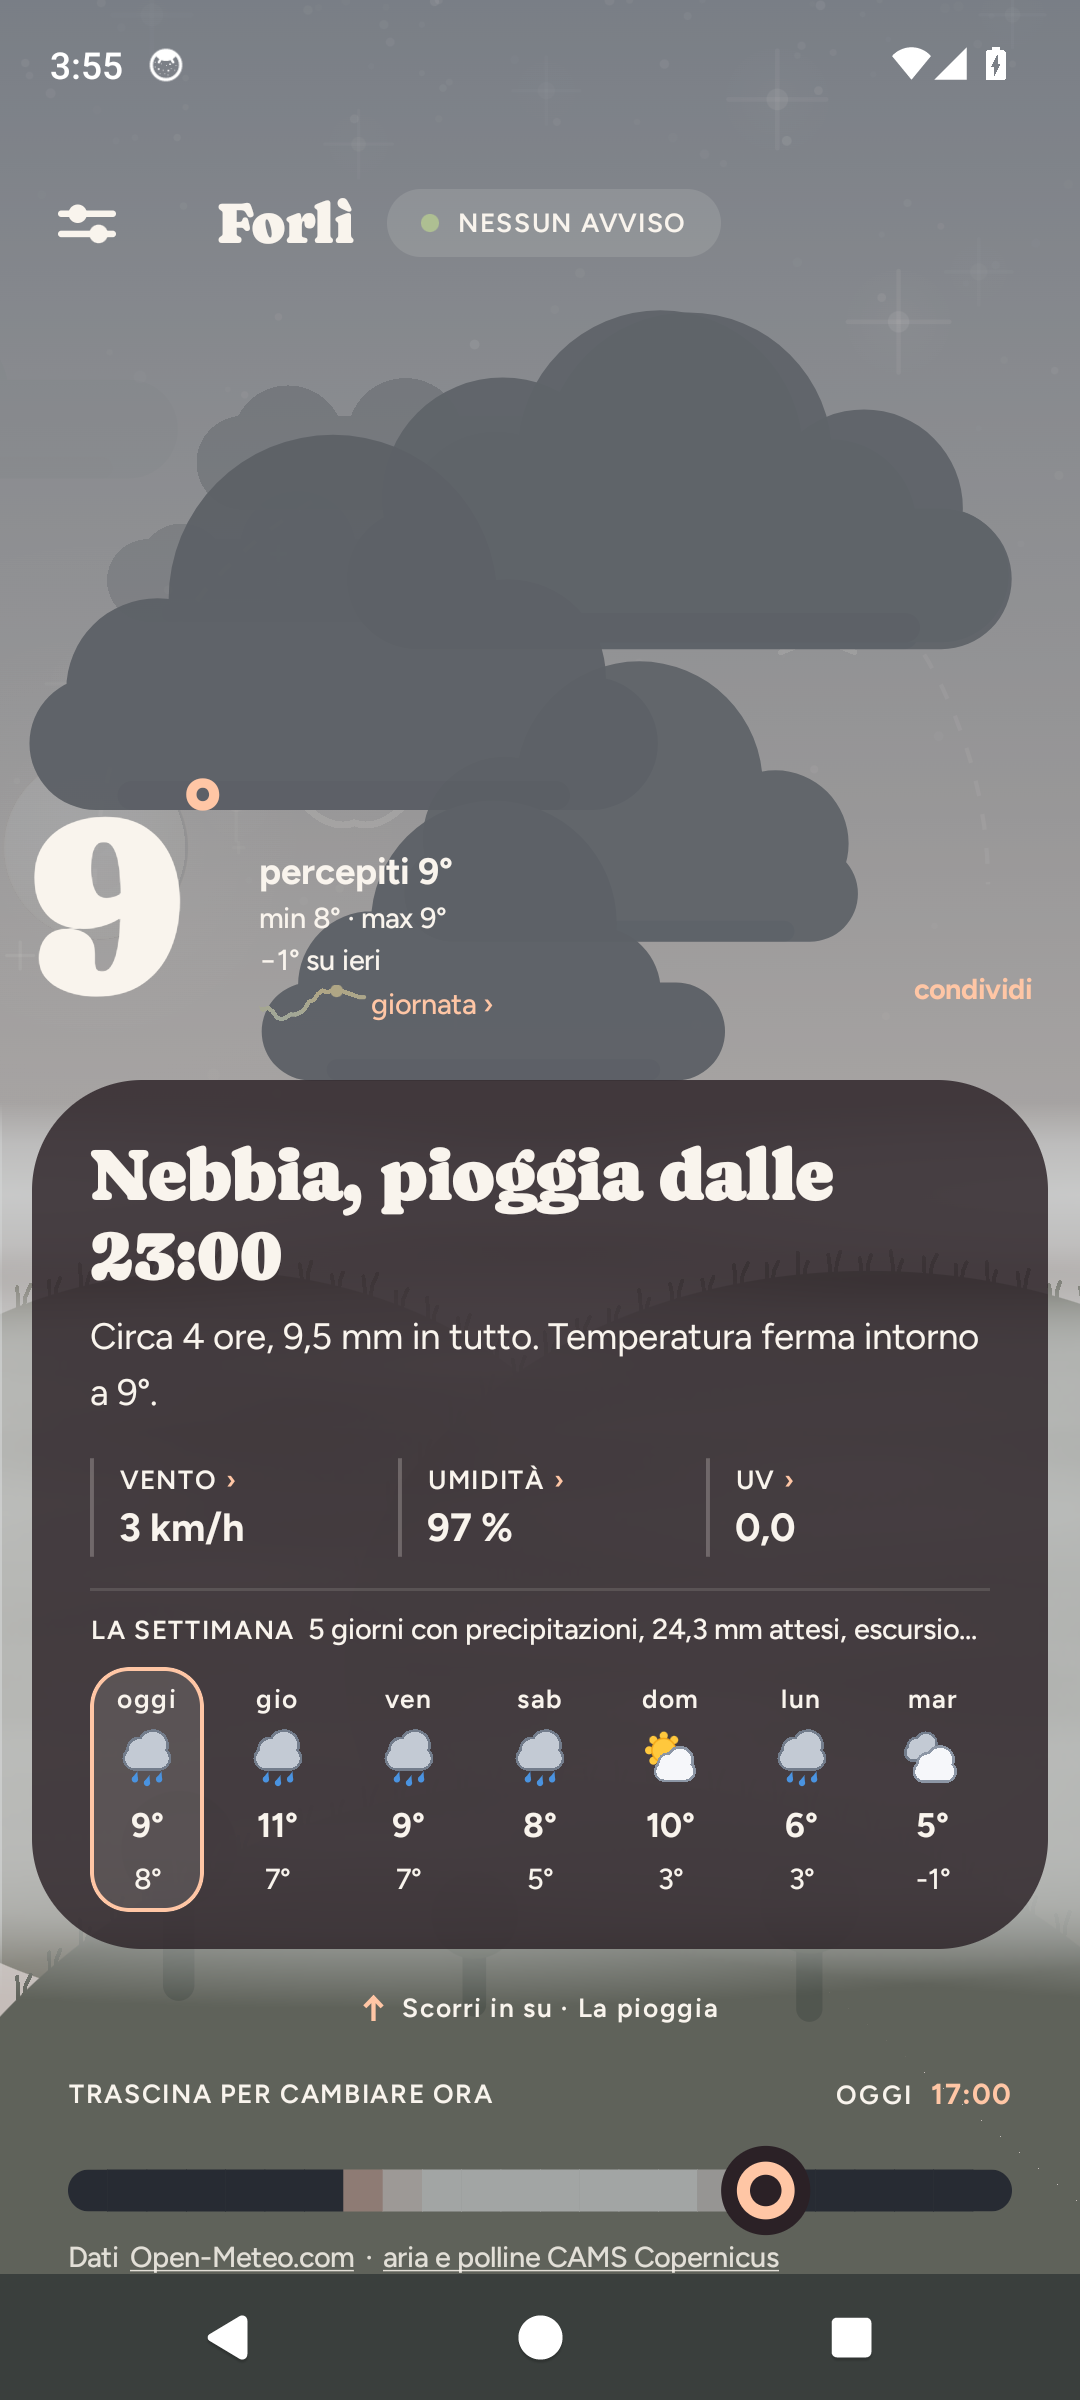 3:55
Forlì
NESSUN AVVISO
9
percepiti 9°
min 8° · max 9°
−1° su ieri
giornata ›
condividi
Nebbia, pioggia dalle
23:00
Circa 4 ore, 9,5 mm in tutto. Temperatura ferma intorno
a 9°.
VENTO › UMIDITÀ › UV ›
3 km/h 97 % 0,0
LA SETTIMANA 5 giorni con precipitazioni, 24,3 mm attesi, escursio...
oggi gio ven sab dom lun mar
9° 11° 9° 8° 10° 6° 5°
8° 7° 7° 5° 3° 3° -1°
↑ Scorri in su · La pioggia
TRASCINA PER CAMBIARE ORA OGGI 17:00
Dati Open-Meteo.com · aria e polline CAMS Copernicus